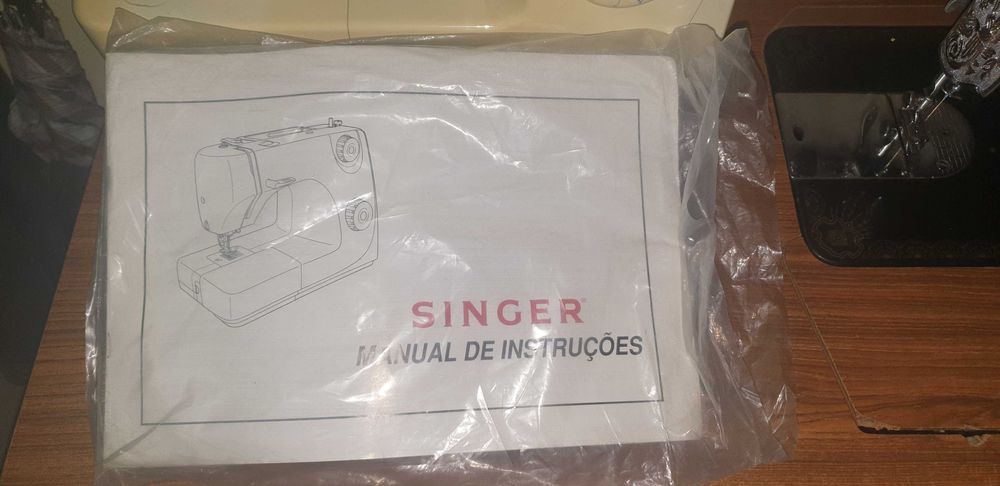 SINGER®
MANUAL DE INSTRUÇÕES